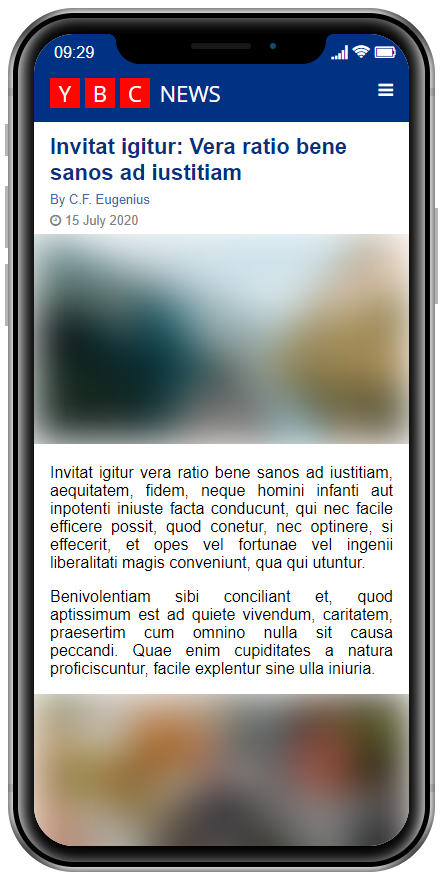 09:29
Y B C NEWS
Invitat igitur: Vera ratio bene
sanos ad iustitiam
By C.F. Eugenius
15 July 2020
Invitat igitur vera ratio bene sanos ad iustitiam,
aequitatem, fidem, neque homini infanti aut
inpotenti iniuste facta conducunt, qui nec facile
efficere possit, quod conetur, nec optinere, si
effecerit, et opes vel fortunae vel ingenii
liberalitati magis conveniunt, qua qui utuntur.
Benivolentiam sibi conciliant et, quod
aptissimum est ad quiete vivendum, caritatem,
praesertim cum omnino nulla sit causa
peccandi. Quae enim cupiditates a natura
proficiscuntur, facile explentur sine ulla iniuria.